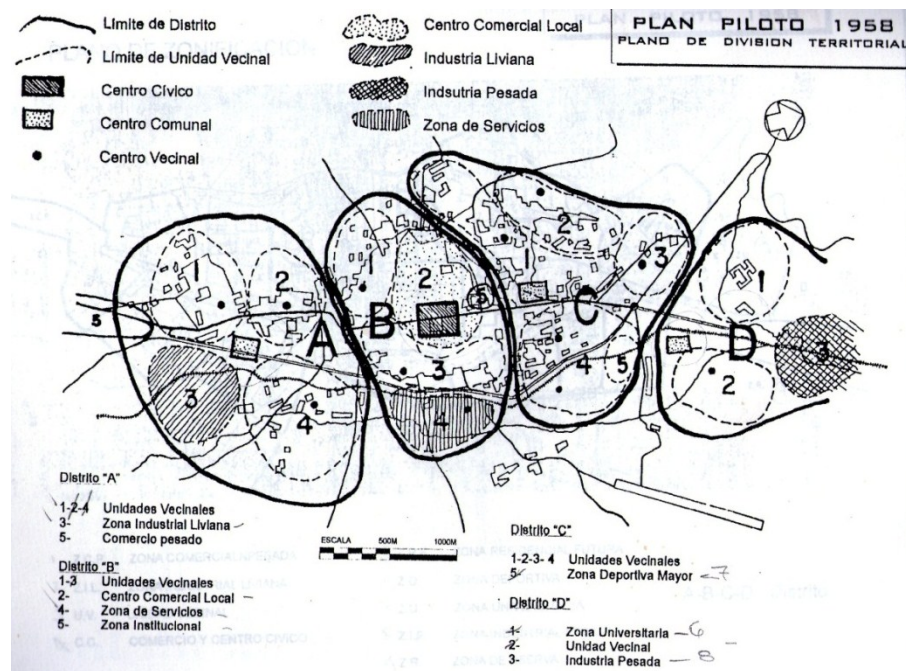 Límite de Distrito
Límite de Unidad Vecinal
Centro Cívico
Centro Comunal
Centro Vecinal
Centro Comercial Local
Industria Liviana
Indsutria Pesada
Zona de Servicios
PLAN PILOTO 1958
PLANO DE DIVISION TERRITORIAL
1
2
A
3
4
5
1
B
2
5
3
4
1
2
3
C
4
5
1
D
2
3
Distrito "A"
1-2-4 Unidades Vecinales
3- Zona Industrial Liviana
5- Comercio pesado
Distrito "B"
1-3 Unidades Vecinales
2- Centro Comercial Local
4- Zona de Servicios
5- Zona Institucional
ESCALA 500M 1000M
Distrito "C"
1-2-3- 4 Unidades Vecinales
5- Zona Deportiva Mayor - 7
Distrito "D"
1- Zona Universitaria - 6
2- Unidad Vecinal
3- Industria Pesada - 8